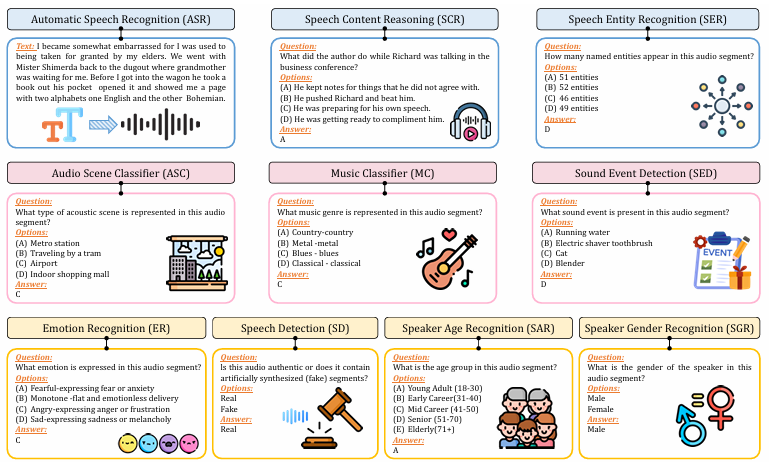 Automatic Speech Recognition (ASR)
Text: I became somewhat embarrassed for I was used to
being taken for granted by my elders. We went with
Mister Shimerda back to the dugout where grandmother
was waiting for me. Before I got into the wagon he took a
book out his pocket opened it and showed me a page
with two alphabets one English and the other Bohemian.
Speech Content Reasoning (SCR)
Question:
What did the author do while Richard was talking in the
business conference?
Options:
(A) He kept notes for things that he did not agree with.
(B) He pushed Richard and beat him.
(C) He was preparing for his own speech.
(D) He was getting ready to compliment him.
Answer:
A
Speech Entity Recognition (SER)
Question:
How many named entities appear in this audio segment?
Options:
(A) 51 entities
(B) 52 entities
(C) 46 entities
(D) 49 entities
Answer:
D
Audio Scene Classifier (ASC)
Question:
What type of acoustic scene is represented in this audio
segment?
Options:
(A) Metro station
(B) Traveling by a tram
(C) Airport
(D) Indoor shopping mall
Answer:
C
Music Classifier (MC)
Question:
What music genre is represented in this audio segment?
Options:
(A) Country-country
(B) Metal -metal
(C) Blues - blues
(D) Classical - classical
Answer:
C
Sound Event Detection (SED)
Question:
What sound event is present in this audio segment?
Options:
(A) Running water
(B) Electric shaver toothbrush
(C) Cat
(D) Blender
Answer:
D
EVENT
Emotion Recognition (ER)
Question:
What emotion is expressed in this audio segment?
Options:
(A) Fearful-expressing fear or anxiety
(B) Monotone -flat and emotionless delivery
(C) Angry-expressing anger or frustration
(D) Sad-expressing sadness or melancholy
Answer:
C
Speech Detection (SD)
Question:
Is this audio authentic or does it contain
artificially synthesized (fake) segments?
Options:
Real
Fake
Answer:
Real
Speaker Age Recognition (SAR)
Question:
What is the age group in this audio segment?
Options:
(A) Young Adult (18-30)
(B) Early Career(31-40)
(C) Mid Career (41-50)
(D) Senior (51-70)
(E) Elderly(71+)
Answer:
A
Speaker Gender Recognition (SGR)
Question:
What is the gender of the speaker in this
audio segment?
Options:
Male
Female
Answer:
Male